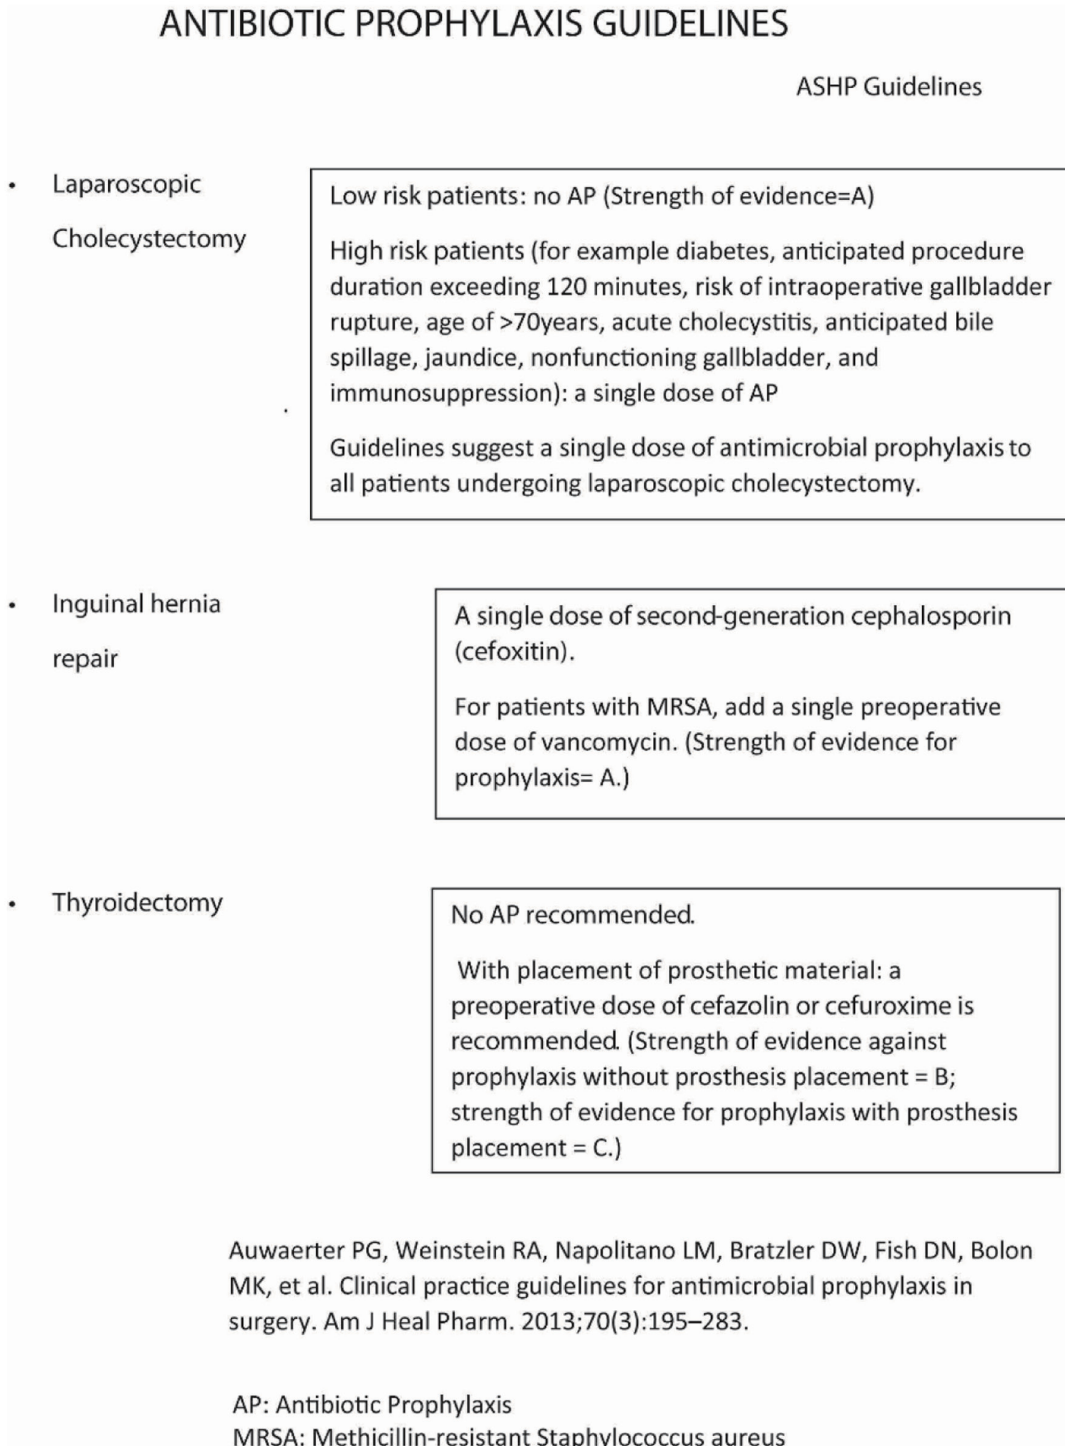 ANTIBIOTIC PROPHYLAXIS GUIDELINES
ASHP Guidelines
• Laparoscopic
Cholecystectomy
Low risk patients: no AP (Strength of evidence=A)
High risk patients (for example diabetes, anticipated procedure
duration exceeding 120 minutes, risk of intraoperative gallbladder
rupture, age of >70years, acute cholecystitis, anticipated bile
spillage, jaundice, nonfunctioning gallbladder, and
immunosuppression): a single dose of AP
Guidelines suggest a single dose of antimicrobial prophylaxis to
all patients undergoing laparoscopic cholecystectomy.
• Inguinal hernia
repair
A single dose of second-generation cephalosporin
(cefoxitin).
For patients with MRSA, add a single preoperative
dose of vancomycin. (Strength of evidence for
prophylaxis= A.)
• Thyroidectomy
No AP recommended.
With placement of prosthetic material: a
preoperative dose of cefazolin or cefuroxime is
recommended. (Strength of evidence against
prophylaxis without prosthesis placement = B;
strength of evidence for prophylaxis with prosthesis
placement = C.)
Auwaerter PG, Weinstein RA, Napolitano LM, Bratzler DW, Fish DN, Bolon
MK, et al. Clinical practice guidelines for antimicrobial prophylaxis in
surgery. Am J Heal Pharm. 2013;70(3):195–283.
AP: Antibiotic Prophylaxis
MRSA: Methicillin-resistant Staphylococcus aureus